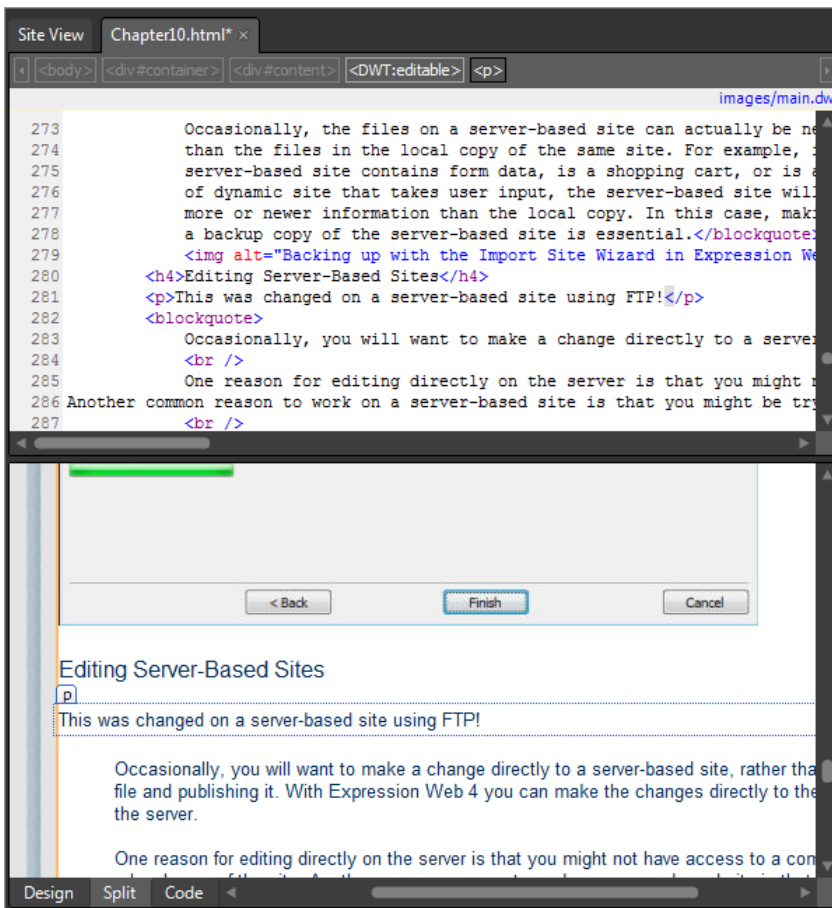 Site View Chapter10.html* ×
<body> <div#container> <div#content> <DWT:editable> <p>
images/main.dw
273 Occasionally, the files on a server-based site can actually be ne
274 than the files in the local copy of the same site. For example,
275 server-based site contains form data, is a shopping cart, or is a
276 of dynamic site that takes user input, the server-based site wil
277 more or newer information than the local copy. In this case, maki
278 a backup copy of the server-based site is essential.</blockquote>
279 <img alt="Backing up with the Import Site Wizard in Expression We
280 <h4>Editing Server-Based Sites</h4>
281 <p>This was changed on a server-based site using FTP!</p>
282 <blockquote>
283 Occasionally, you will want to make a change directly to a server
284 <br />
285 One reason for editing directly on the server is that you might
286 Another common reason to work on a server-based site is that you might be try
287 <br />
< Back Finish Cancel
Editing Server-Based Sites
p
This was changed on a server-based site using FTP!
Occasionally, you will want to make a change directly to a server-based site, rather tha
file and publishing it. With Expression Web 4 you can make the changes directly to the
the server.
One reason for editing directly on the server is that you might not have access to a com
Design Split Code